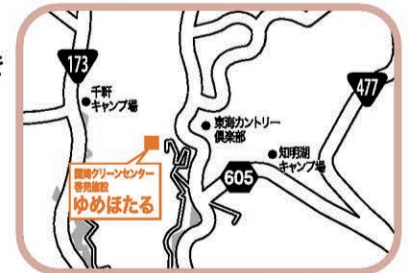 173
千軒
キャンプ場
477
東海カントリー
倶楽部
知明湖
キャンプ場
605
国崎クリーンセンター
啓発施設
ゆめほたる